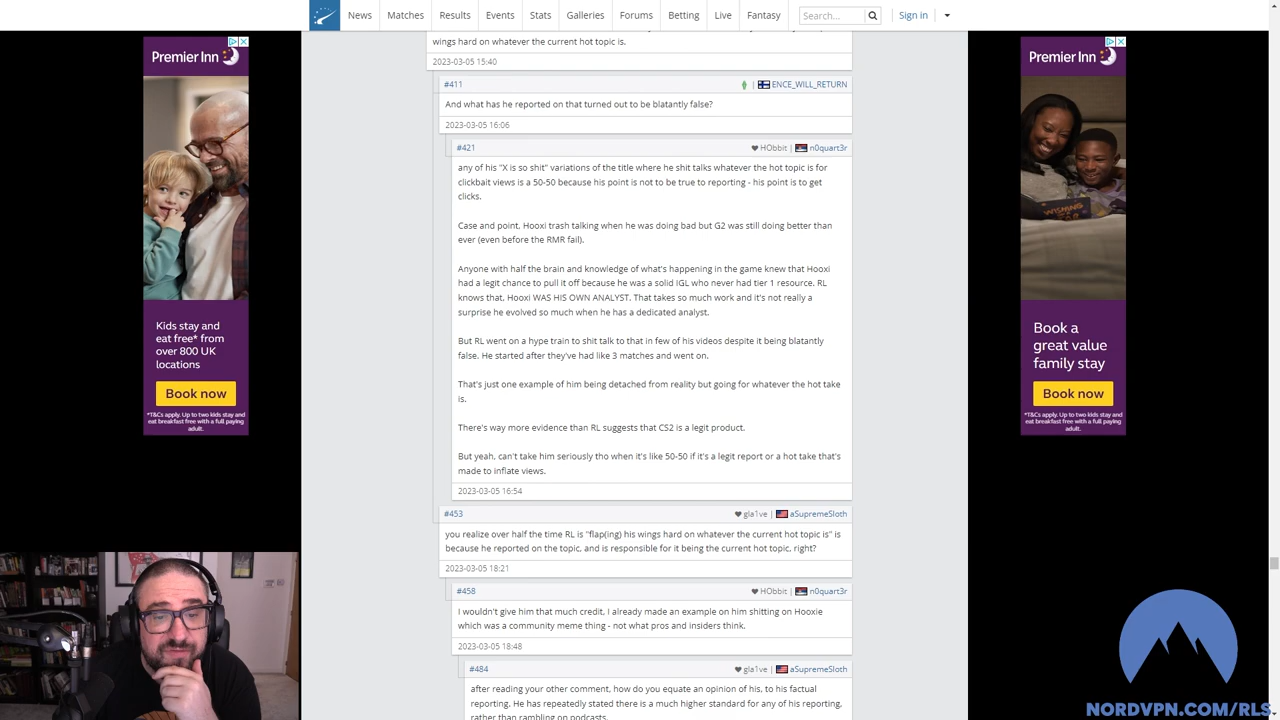 News
Matches
Results
Events
Stats
Galleries
Forums
Betting
Live
Fantasy
Search...
Sign in
wings hard on whatever the current hot topic is.
2023-03-05 15:40
#411
ENCE_WILL_RETURN
And what has he reported on that turned out to be blatantly false?
2023-03-05 16:06
#421
HObbit | n0quart3r
any of his "X is so shit" variations of the title where he shit talks whatever the hot topic is for
clickbait views is a 50-50 because his point is not to be true to reporting - his point is to get
clicks.
Case and point, Hooxi trash talking when he was doing bad but G2 was still doing better than
ever (even before the RMR fail).
Anyone with half the brain and knowledge of what's happening in the game knew that Hooxi
had a legit chance to pull it off because he was a solid IGL who never had tier 1 resource. RL
knows that. Hooxi WAS HIS OWN ANALYST. That takes so much work and it's not really a
surprise he evolved so much when he has a dedicated analyst.
But RL went on a hype train to shit talk to that in few of his videos despite it being blatantly
false. He started after they've had like 3 matches and went on.
That's just one example of him being detached from reality but going for whatever the hot take
is.
There's way more evidence than RL suggests that CS2 is a legit product.
But yeah, can't take him seriously tho when it's like 50-50 if it's a legit report or a hot take that's
made to inflate views.
2023-03-05 16:54
#453
gla1ve | aSupremeSloth
you realize over half the time RL is "flap(ing) his wings hard on whatever the current hot topic is" is
because he reported on the topic, and is responsible for it being the current hot topic, right?
2023-03-05 18:21
#458
HObbit | n0quart3r
I wouldn't give him that much credit, I already made an example on him shitting on Hooxie
which was a community meme thing - not what pros and insiders think.
2023-03-05 18:48
#484
gla1ve | aSupremeSloth
after reading your other comment, how do you equate an opinion of his, to his factual
reporting. He has repeatedly stated there is a much higher standard for any of his reporting,
rather than rambling on podcasts.
Premier Inn
Kids stay and
eat free* from
over 800 UK
locations
Book now
*T&Cs apply. Up to two kids stay and
eat breakfast free with a full paying
adult.
Premier Inn
Book a
great value
family stay
Book now
NORDVPN.COM/RLS